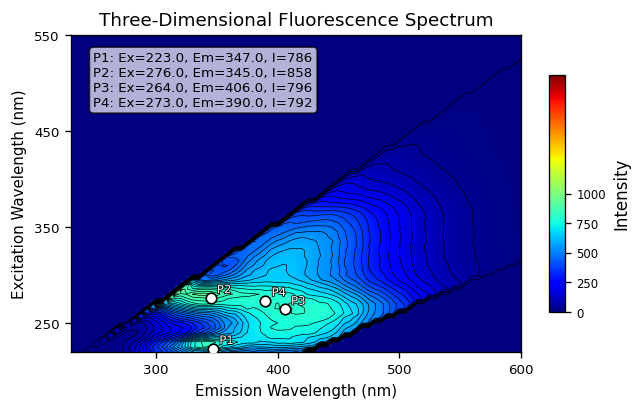 Three-Dimensional Fluorescence Spectrum
P1: Ex=223.0, Em=347.0, I=786
P2: Ex=276.0, Em=345.0, I=858
P3: Ex=264.0, Em=406.0, I=796
P4: Ex=273.0, Em=390.0, I=792
Excitation Wavelength (nm)
550
450
350
250
P2
P4
P3
P1
300
400
500
600
Emission Wavelength (nm)
1000
750
500
250
0
Intensity